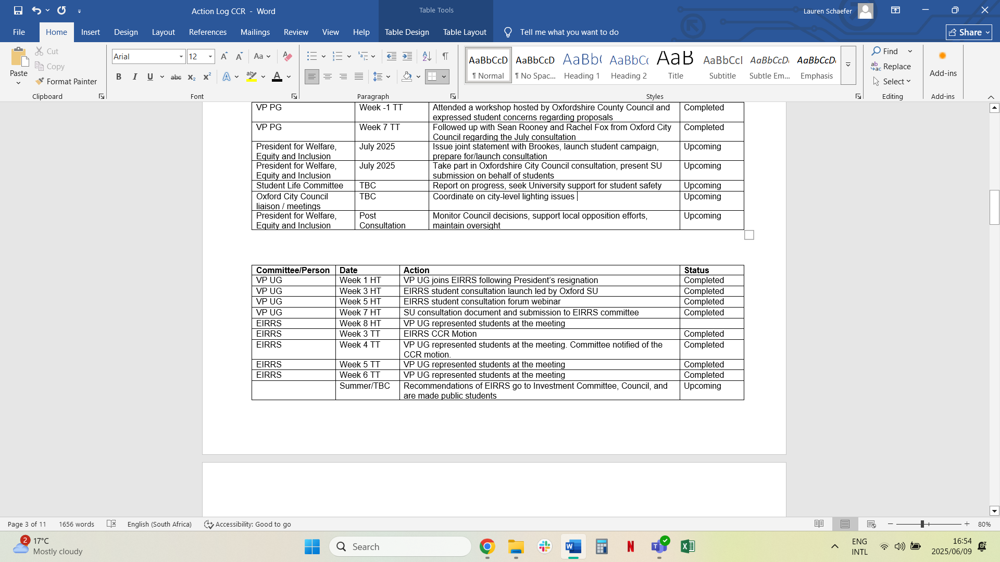 Action Log CCR - Word
Table Tools
Lauren Schaefer
File
Home
Insert
Design
Layout
References
Mailings
Review
View
Help
Table Design
Table Layout
Tell me what you want to do
Share
Paste
Cut
Copy
Format Painter
Clipboard
Arial
12
Aa
B
I
U
abc
x₂
x²
A
A
Font
Paragraph
AaBbCcD
¶ Normal
AaBbCcD
¶ No Spac...
AaBb(
Heading 1
AaBbCc
Heading 2
AaB
Title
AaBbCcl
Subtitle
AaBbCcD
Subtle Em...
AaBbCcD
Emphasis
Styles
Find
Replace
Select
Editing
Add-ins
Add-ins
VP PG
Week -1 TT
Attended a workshop hosted by Oxfordshire County Council and
expressed student concerns regarding proposals
Completed
VP PG
Week 7 TT
Followed up with Sean Rooney and Rachel Fox from Oxford City
Council regarding the July consultation
Completed
President for Welfare,
Equity and Inclusion
July 2025
Issue joint statement with Brookes, launch student campaign,
prepare for/launch consultation
Upcoming
President for Welfare,
Equity and Inclusion
July 2025
Take part in Oxfordshire City Council consultation, present SU
submission on behalf of students
Upcoming
Student Life Committee
TBC
Report on progress, seek University support for student safety
Upcoming
Oxford City Council
liaison / meetings
TBC
Coordinate on city-level lighting issues
Upcoming
President for Welfare,
Equity and Inclusion
Post
Consultation
Monitor Council decisions, support local opposition efforts,
maintain oversight
Upcoming
Committee/Person
Date
Action
Status
VP UG
Week 1 HT
VP UG joins EIRRS following President’s resignation
Completed
VP UG
Week 3 HT
EIRRS student consultation launch led by Oxford SU
Completed
VP UG
Week 5 HT
EIRRS student consultation forum webinar
Completed
VP UG
Week 7 HT
SU consultation document and submission to EIRRS committee
Completed
EIRRS
Week 8 HT
VP UG represented students at the meeting
EIRRS
Week 3 TT
EIRRS CCR Motion
Completed
EIRRS
Week 4 TT
VP UG represented students at the meeting. Committee notified of the
CCR motion.
Completed
EIRRS
Week 5 TT
VP UG represented students at the meeting
Completed
EIRRS
Week 6 TT
VP UG represented students at the meeting
Completed
Summer/TBC
Recommendations of EIRRS go to Investment Committee, Council, and
are made public students
Upcoming
Page 3 of 11
1656 words
English (South Africa)
Accessibility: Good to go
80%
2
17°C
Mostly cloudy
Search
ENG
INTL
16:54
2025/06/09